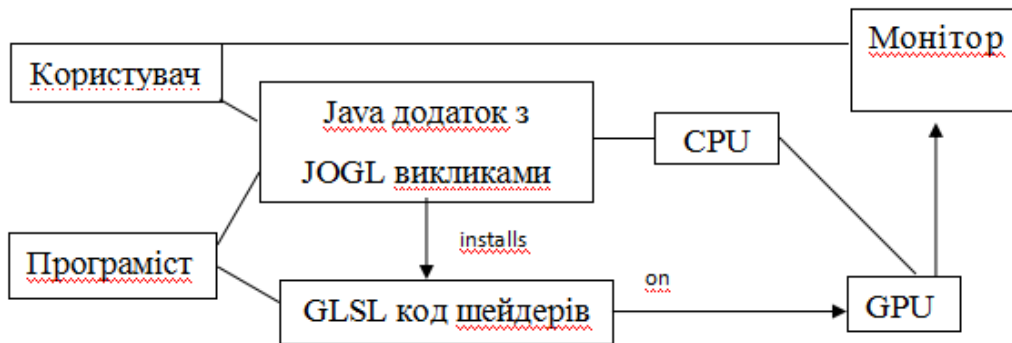 Монітор
Користувач
Java додаток з
JOGL викликами
CPU
installs
Програміст
on
GLSL код шейдерів
GPU